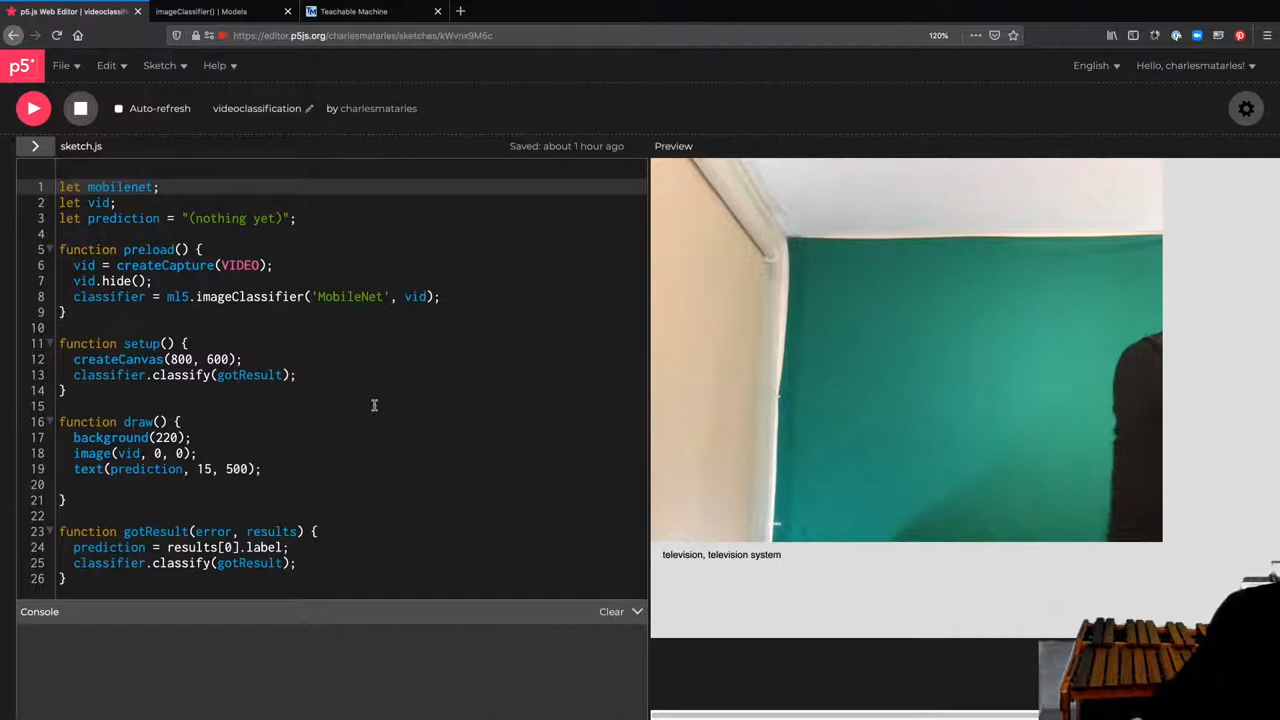 p5.js Web Editor | videoclassifi
imageClassifier() | Models
Teachable Machine
https://editor.p5js.org/charlesmatarles/sketches/kWvnx9M6c
120%
p5*
File
Edit
Sketch
Help
English
Hello, charlesmatarles!
Auto-refresh
videoclassification
by charlesmatarles
sketch.js
Saved: about 1 hour ago
Preview
1 let mobilenet;
2 let vid;
3 let prediction = "(nothing yet)";
4
5 function preload() {
6 vid = createCapture(VIDEO);
7 vid.hide();
8 classifier = ml5.imageClassifier('MobileNet', vid);
9 }
10
11 function setup() {
12 createCanvas(800, 600);
13 classifier.classify(gotResult);
14 }
15
16 function draw() {
17 background(220);
18 image(vid, 0, 0);
19 text(prediction, 15, 500);
20
21 }
22
23 function gotResult(error, results) {
24 prediction = results[0].label;
25 classifier.classify(gotResult);
26 }
television, television system
Console
Clear